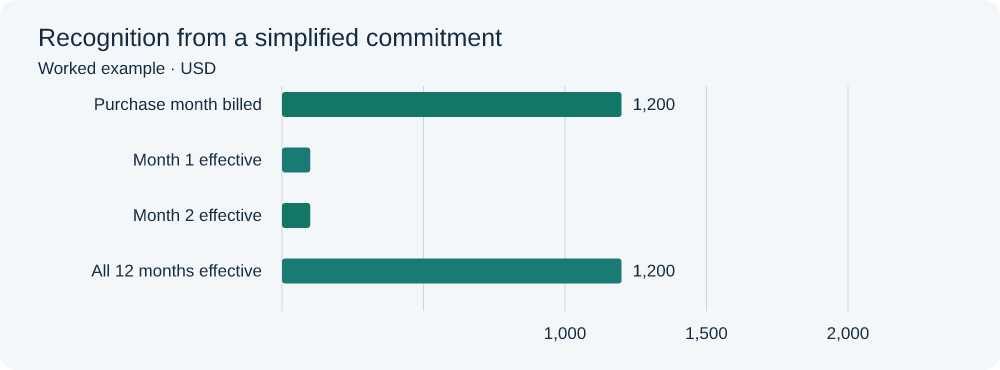 Recognition from a simplified commitment
Worked example · USD
Purchase month billed
1,200
Month 1 effective
Month 2 effective
All 12 months effective
1,200
1,000
1,500
2,000